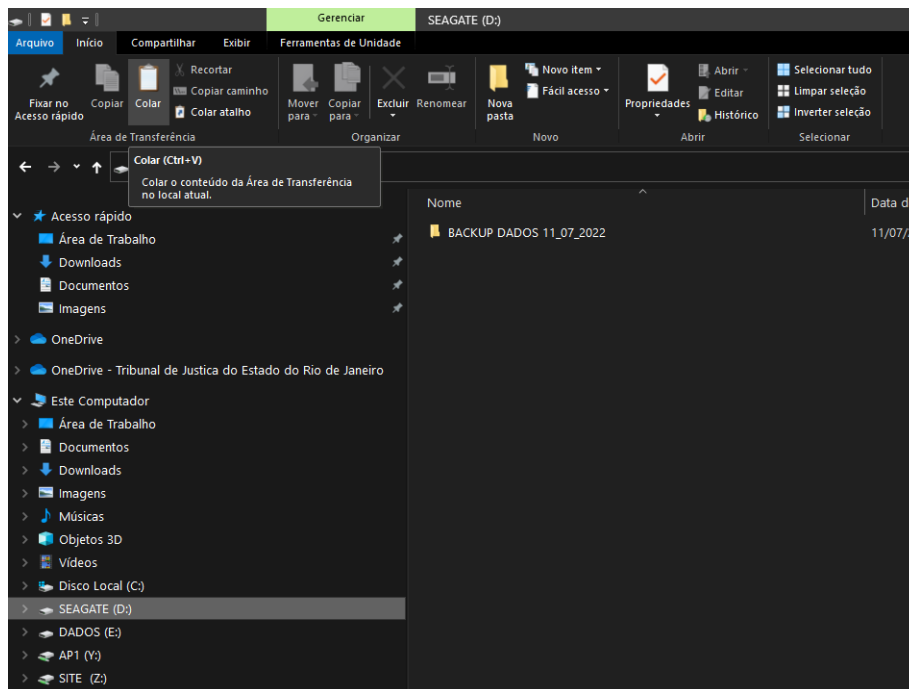 Gerenciar
SEAGATE (D:)
Arquivo Início Compartilhar Exibir Ferramentas de Unidade
Fixar no Acesso rápido
Copiar
Colar
Recortar
Copiar caminho
Colar atalho
Área de Transferência
Mover para
Copiar para
Excluir
Renomear
Organizar
Nova pasta
Novo item
Fácil acesso
Novo
Propriedades
Abrir
Editar
Histórico
Abrir
Selecionar tudo
Limpar seleção
Inverter seleção
Selecionar
Colar (Ctrl+V)
Colar o conteúdo da Área de Transferência
no local atual.
Nome
Data d
BACKUP DADOS 11_07_2022
11/07/
Acesso rápido
Área de Trabalho
Downloads
Documentos
Imagens
OneDrive
OneDrive - Tribunal de Justica do Estado do Rio de Janeiro
Este Computador
Área de Trabalho
Documentos
Downloads
Imagens
Músicas
Objetos 3D
Vídeos
Disco Local (C:)
SEAGATE (D:)
DADOS (E:)
AP1 (Y:)
SITE (Z:)